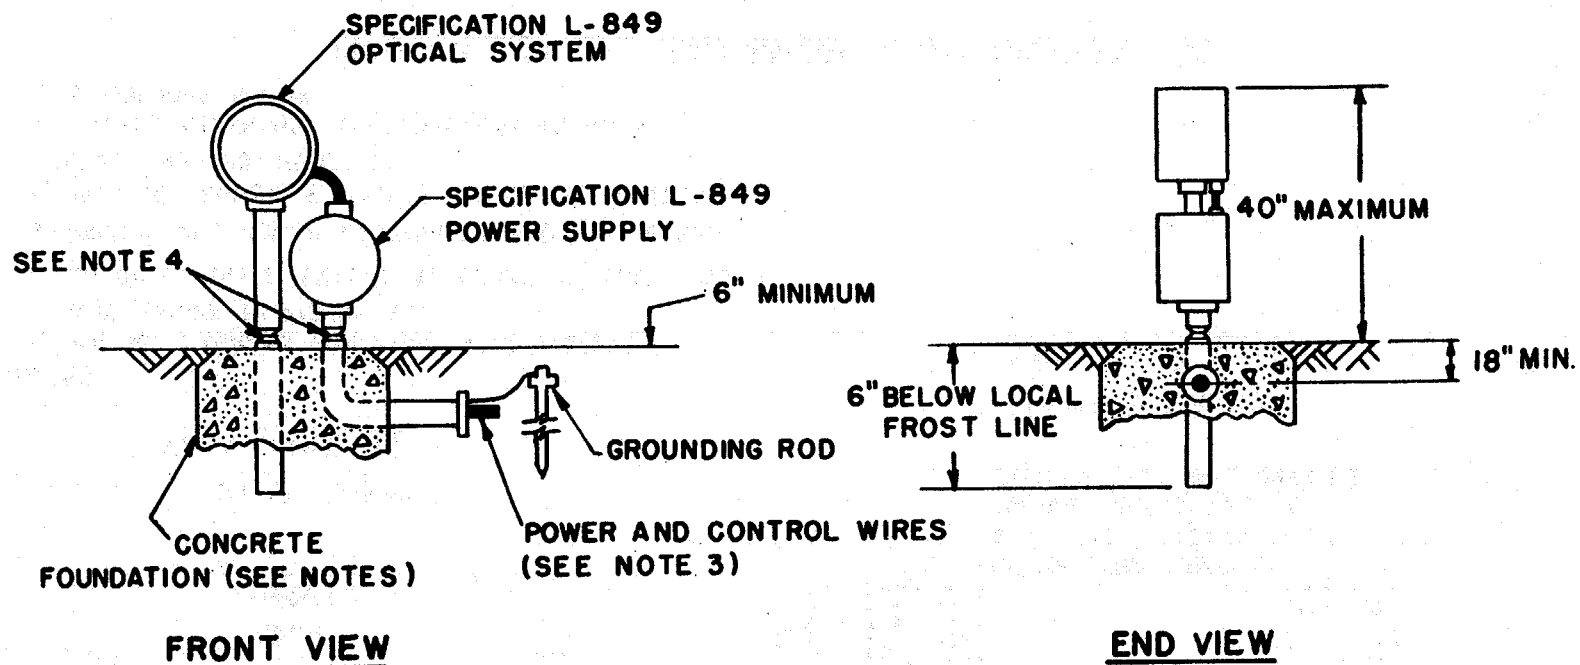 SPECIFICATION L-849
OPTICAL SYSTEM
SPECIFICATION L-849
POWER SUPPLY
SEE NOTE 4
6" MINIMUM
GROUNDING ROD
POWER AND CONTROL WIRES
(SEE NOTE 3)
CONCRETE
FOUNDATION (SEE NOTES)
FRONT VIEW
40" MAXIMUM
18" MIN.
6" BELOW LOCAL
FROST LINE
END VIEW